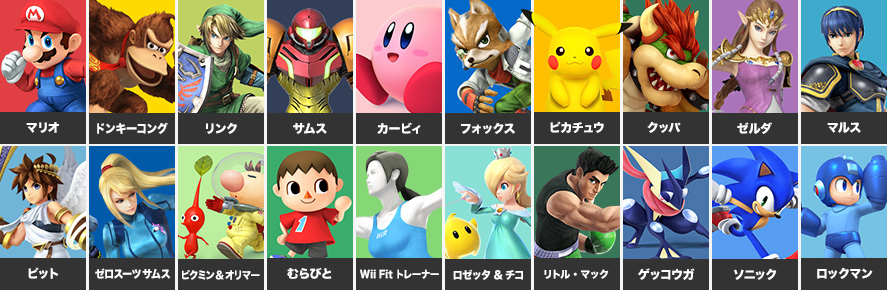 マリオ
ドンキーコング
リンク
サムス
カービィ
フォックス
ピカチュウ
クッパ
ゼルダ
マルス
ピット
ゼロスーツサムス
ピクミン&オリマー
むらびと
Wii Fit トレーナー
ロゼッタ & チコ
リトル・マック
ゲッコウガ
ソニック
ロックマン